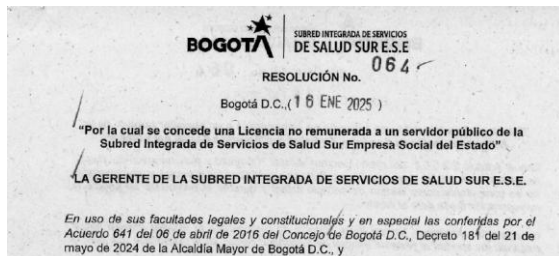 BOGOTÁ
SUBRED INTEGRADA DE SERVICIOS
DE SALUD SUR E.S.E
064
RESOLUCIÓN No.
Bogotá D.C.,( 16 ENE 2025 )
"Por la cual se concede una Licencia no remunerada a un servidor público de la
Subred Integrada de Servicios de Salud Sur Empresa Social del Estado"
LA GERENTE DE LA SUBRED INTEGRADA DE SERVICIOS DE SALUD SUR E.S.E.
En uso de sus facultades legales y constitucionales y en especial las conferidas por el
Acuerdo 641 del 06 de abril de 2016 del Concejo de Bogotá D.C., Decreto 181 del 21 de
mayo de 2024 de la Alcaldía Mayor de Bogotá D.C., y